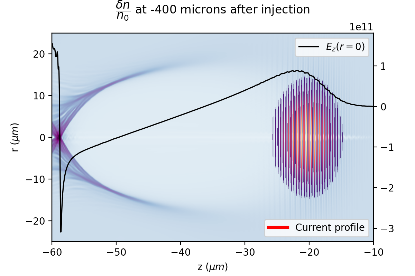 δn/n₀ at -400 microns after injection
1e11
E_z(r = 0)
20
10
0
−10
−20
1
0
−1
−2
−3
r (μm)
Current profile
−60 −50 −40 −30 −20 −10
z (μm)